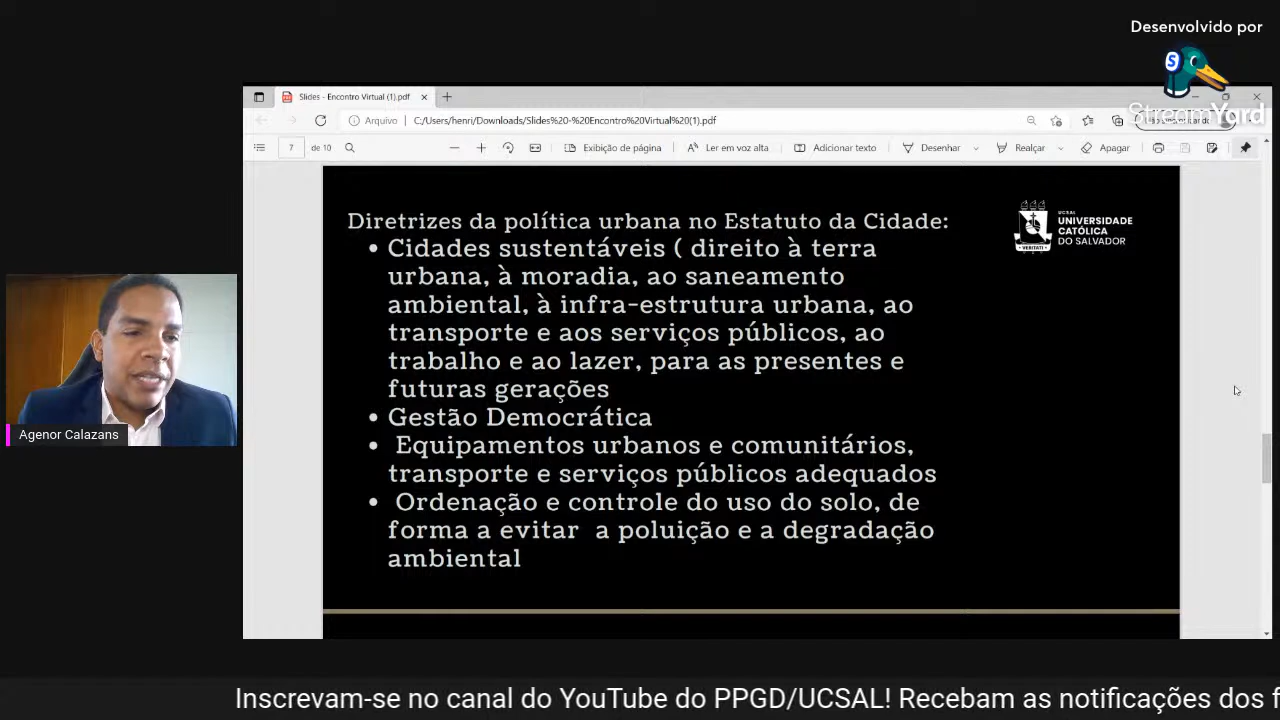 Desenvolvido por
StreamYard
Slides - Encontro Virtual (1).pdf
Arquivo
C:/Users/henri/Downloads/Slides%20-%20Encontro%20Virtual%20(1).pdf
7 de 10
Exibição de página
Ler em voz alta
Adicionar texto
Desenhar
Realçar
Apagar
Diretrizes da política urbana no Estatuto da Cidade:
• Cidades sustentáveis ( direito à terra
urbana, à moradia, ao saneamento
ambiental, à infra-estrutura urbana, ao
transporte e aos serviços públicos, ao
trabalho e ao lazer, para as presentes e
futuras gerações
• Gestão Democrática
• Equipamentos urbanos e comunitários,
transporte e serviços públicos adequados
• Ordenação e controle do uso do solo, de
forma a evitar a poluição e a degradação
ambiental
UCSAL
UNIVERSIDADE
CATÓLICA
DO SALVADOR
VERITATI
Agenor Calazans
Inscrevam-se no canal do YouTube do PPGD/UCSAL! Recebam as notificações dos f